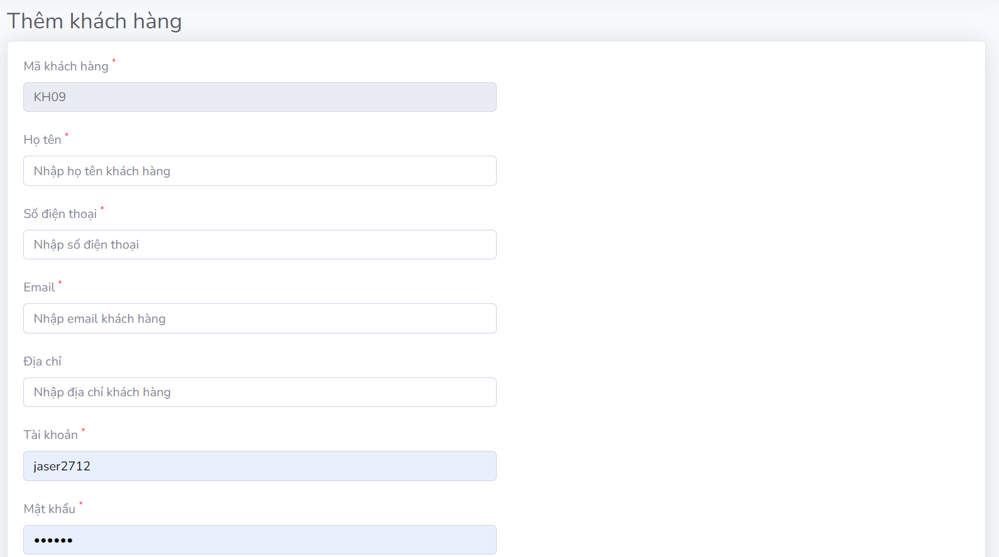 Thêm khách hàng
Mã khách hàng *
KH09
Họ tên *
Nhập họ tên khách hàng
Số điện thoại *
Nhập số điện thoại
Email *
Nhập email khách hàng
Địa chỉ
Nhập địa chỉ khách hàng
Tài khoản *
jaser2712
Mật khẩu *
••••••